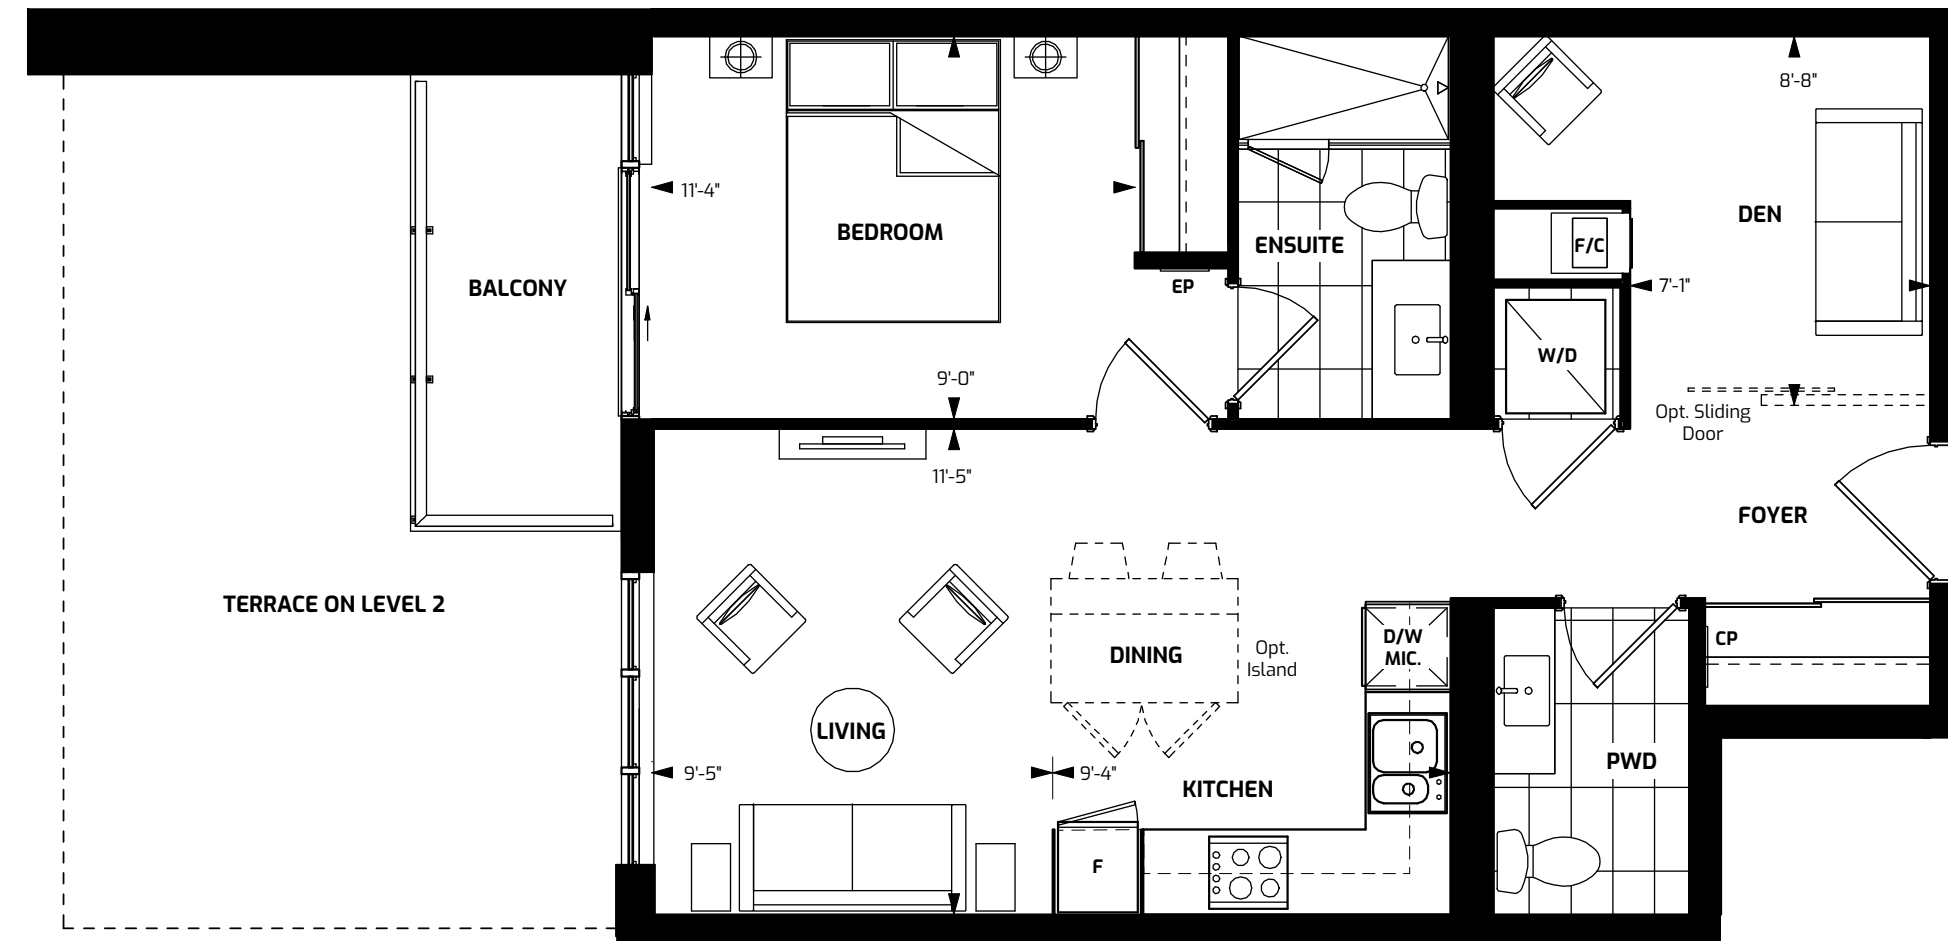 8'-8"
11'-4"
DEN
BEDROOM
ENSUITE
F/C
BALCONY
EP
7'-1"
W/D
9'-0"
Opt. Sliding
Door
11'-5"
FOYER
TERRACE ON LEVEL 2
D/W
MIC.
CP
DINING
Opt.
Island
LIVING
PWD
9'-5"
9'-4"
KITCHEN
F